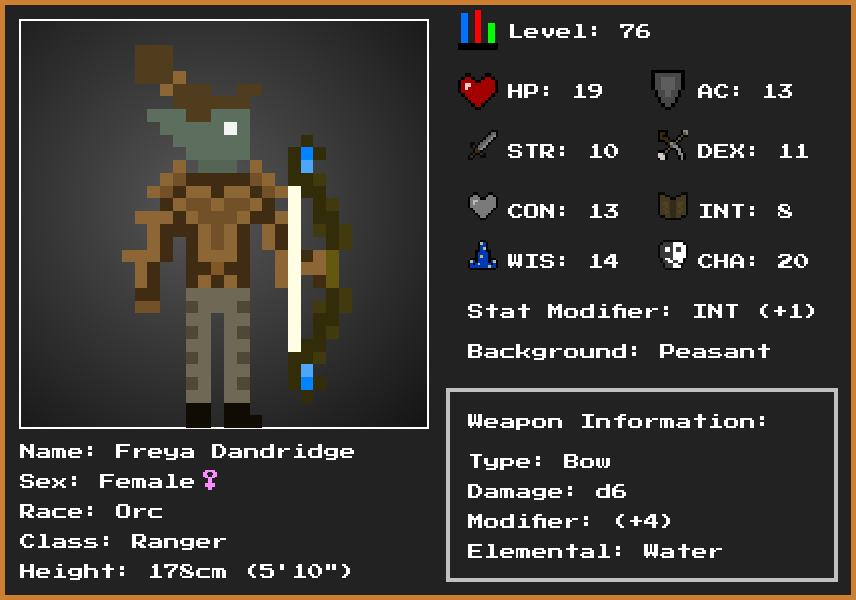 Level: 76
HP: 19 AC: 13
STR: 10 DEX: 11
CON: 13 INT: 8
WIS: 14 CHA: 20
Stat Modifier: INT (+1)
Background: Peasant
Weapon Information:
Type: Bow
Damage: d6
Modifier: (+4)
Elemental: Water
Name: Freya Dandridge
Sex: Female♀
Race: Orc
Class: Ranger
Height: 178cm (5'10")